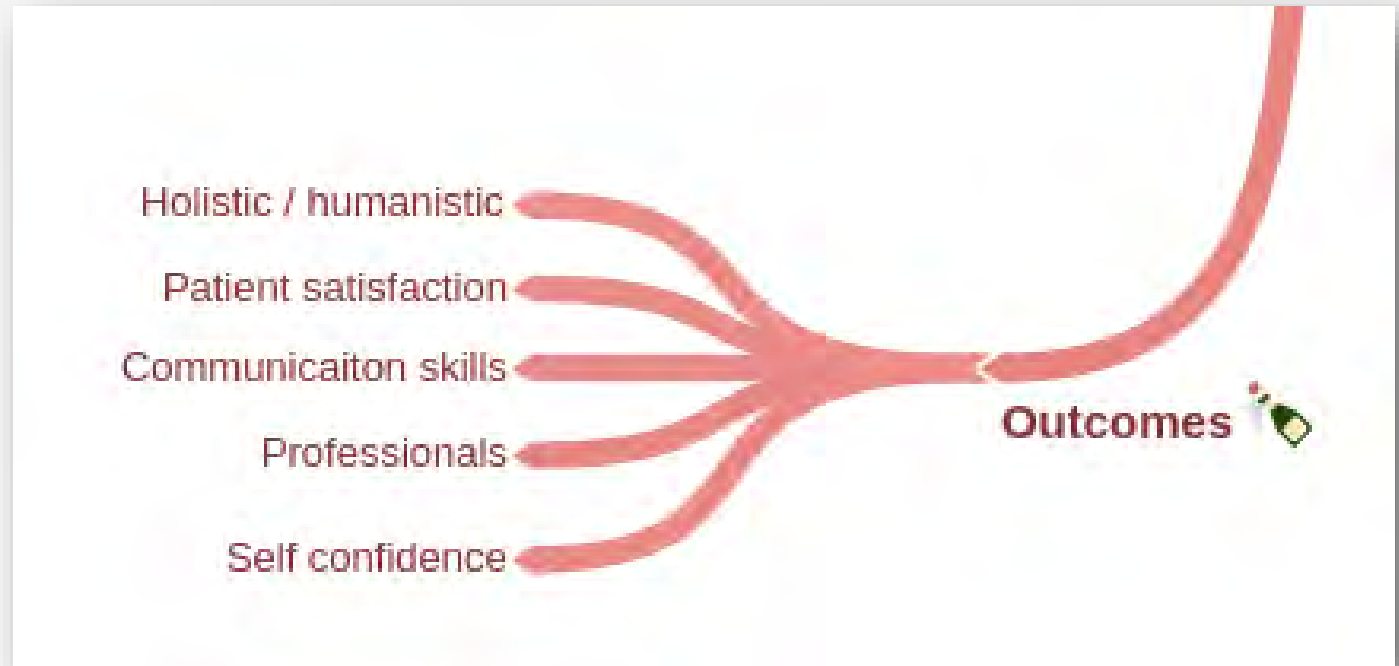 Holistic / humanistic
Patient satisfaction
Communicaiton skills
Professionals
Self confidence
Outcomes